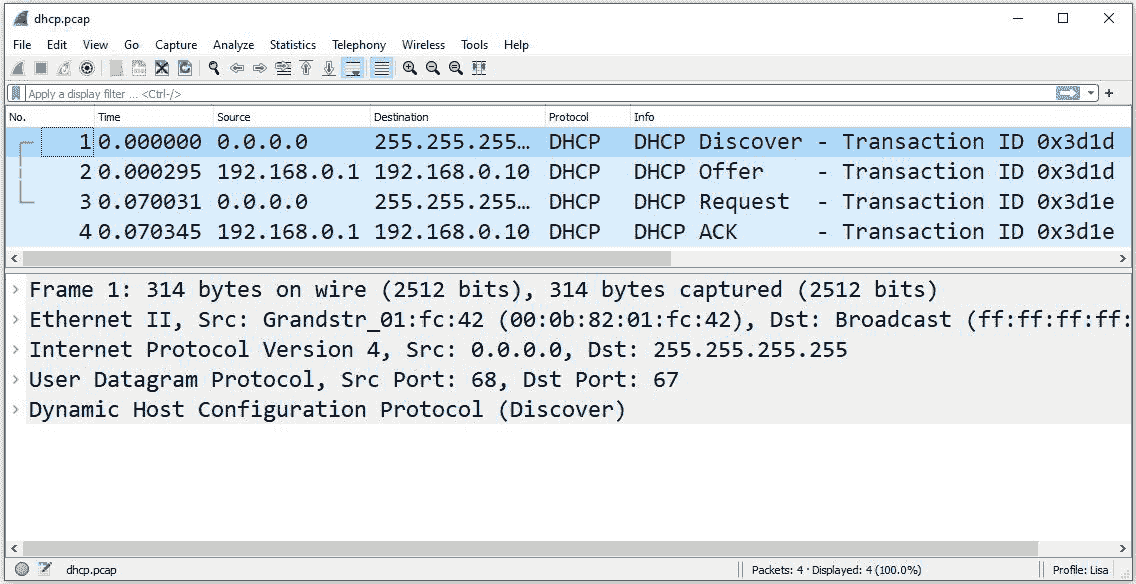 dhcp.pcap
File Edit View Go Capture Analyze Statistics Telephony Wireless Tools Help
Apply a display filter ... <Ctrl-/>
No. Time Source Destination Protocol Info
1 0.000000 0.0.0.0 255.255.255… DHCP DHCP Discover - Transaction ID 0x3d1d
2 0.000295 192.168.0.1 192.168.0.10 DHCP DHCP Offer - Transaction ID 0x3d1d
3 0.070031 0.0.0.0 255.255.255… DHCP DHCP Request - Transaction ID 0x3d1e
4 0.070345 192.168.0.1 192.168.0.10 DHCP DHCP ACK - Transaction ID 0x3d1e
Frame 1: 314 bytes on wire (2512 bits), 314 bytes captured (2512 bits)
Ethernet II, Src: Grandstr_01:fc:42 (00:0b:82:01:fc:42), Dst: Broadcast (ff:ff:ff:ff:
Internet Protocol Version 4, Src: 0.0.0.0, Dst: 255.255.255.255
User Datagram Protocol, Src Port: 68, Dst Port: 67
Dynamic Host Configuration Protocol (Discover)
dhcp.pcap Packets: 4 · Displayed: 4 (100.0%) Profile: Lisa